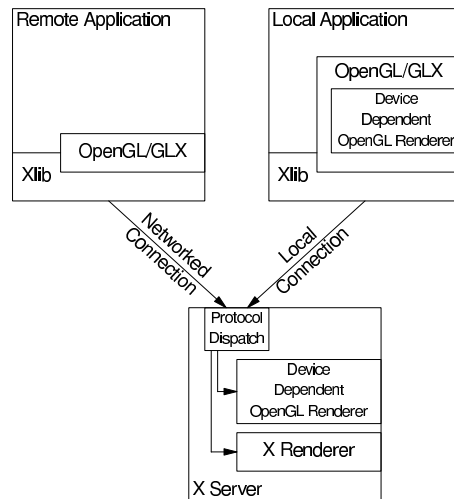 Remote Application
OpenGL/GLX
Xlib
Local Application
OpenGL/GLX
Device
Dependent
OpenGL Renderer
Xlib
Networked
Connection
Local
Connection
Protocol
Dispatch
Device
Dependent
OpenGL Renderer
X Renderer
X Server